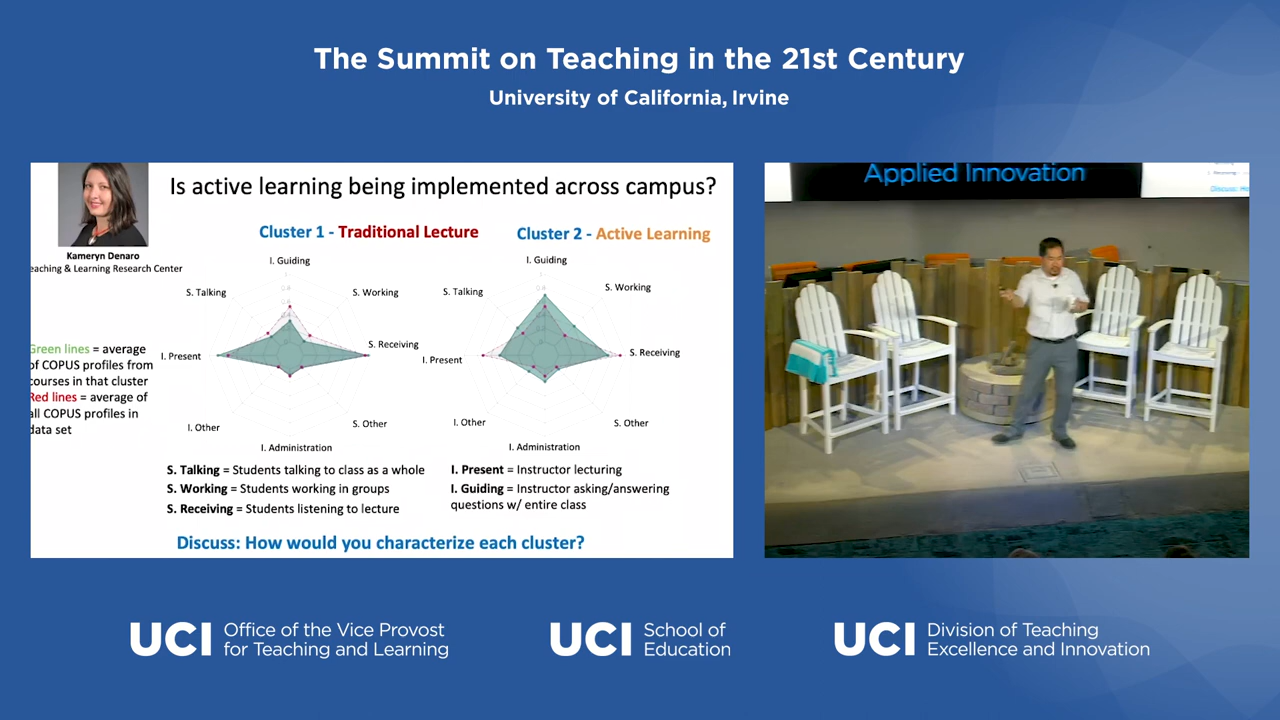 The Summit on Teaching in the 21st Century
University of California, Irvine
Is active learning being implemented across campus?
Kameryn Denaro
eaching & Learning Research Center
Green lines = average
of COPUS profiles from
courses in that cluster
Red lines = average of
all COPUS profiles in
data set
Cluster 1 - Traditional Lecture
I. Guiding
S. Talking
S. Working
I. Present
S. Receiving
I. Other
S. Other
I. Administration
Cluster 2 - Active Learning
I. Guiding
S. Talking
S. Working
I. Present
S. Receiving
I. Other
S. Other
I. Administration
S. Talking = Students talking to class as a whole
S. Working = Students working in groups
S. Receiving = Students listening to lecture
I. Present = Instructor lecturing
I. Guiding = Instructor asking/answering
questions w/ entire class
Discuss: How would you characterize each cluster?
Applied Innovation
UCI Office of the Vice Provost
for Teaching and Learning
UCI School of
Education
UCI Division of Teaching
Excellence and Innovation